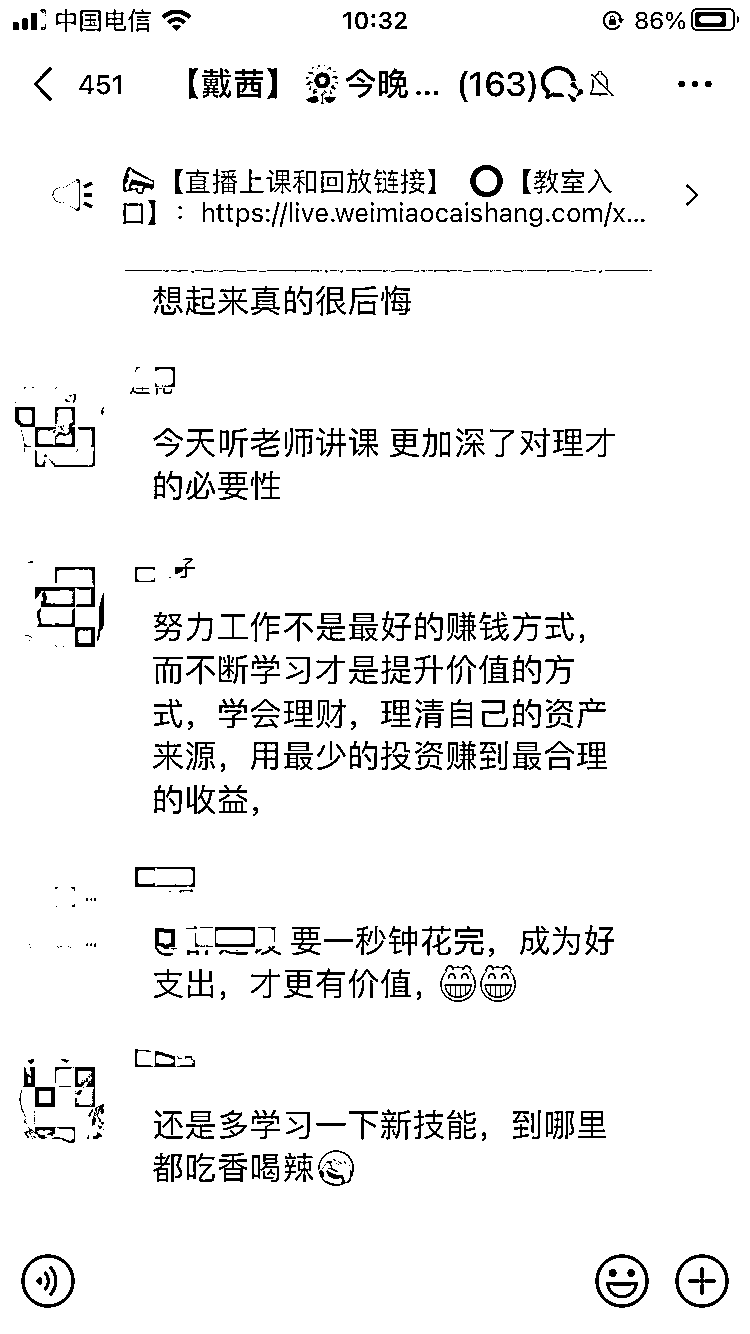 中国电信 10:32 86%
451 【戴茜】 🌻今晚... (163)
📣【直播上课和回放链接】 ⭕【教室入
口】: https://live.weimiaocaishang.com/x...
想起来真的很后悔
今天听老师讲课 更加深了对理才
的必要性
子
努力工作不是最好的赚钱方式，
而不断学习才是提升价值的方
式，学会理财，理清自己的资产
来源，用最少的投资赚到最合理
的收益，
要一秒钟花完，成为好
支出，才更有价值，😁😁
还是多学习一下新技能，到哪里
都吃香喝辣